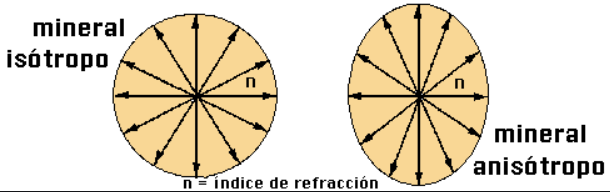 mineral
isótropo
n
n
mineral
anisótropo
n = índice de refracción